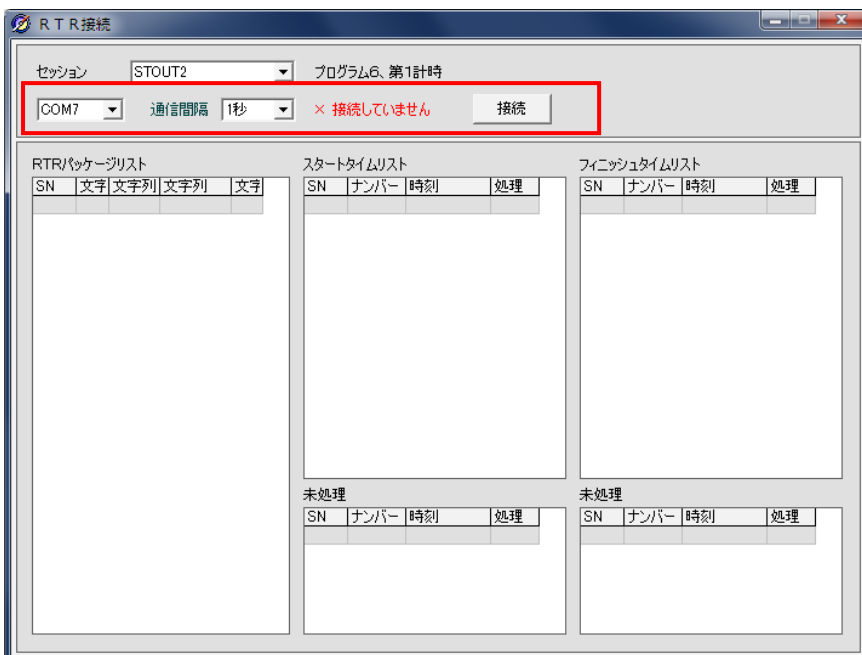 RTR接続
セッション STOUT2 プログラム6、第1計時
COM7 通信間隔 1秒 × 接続していません 接続
RTRパッケージリスト スタートタイムリスト フィニッシュタイムリスト
SN 文字 文字列 文字列 文字 SN ナンバー 時刻 処理 SN ナンバー 時刻 処理
未処理 未処理
SN ナンバー 時刻 処理 SN ナンバー 時刻 処理